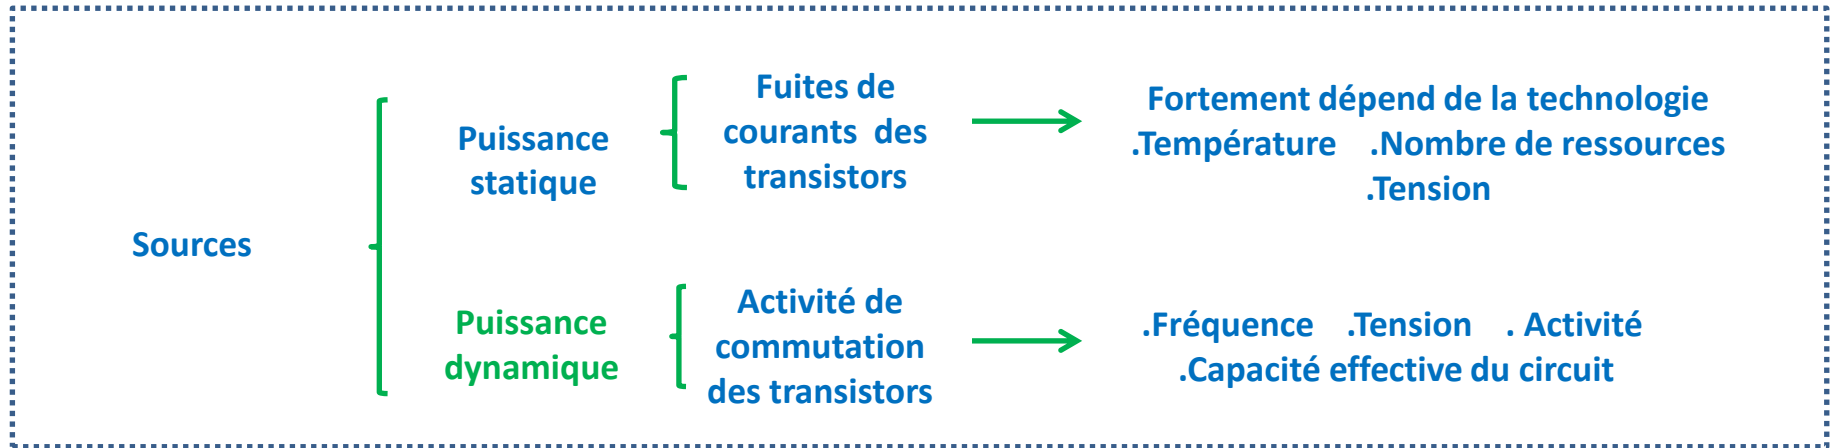 Sources
Puissance
statique
Fuites de
courants des
transistors
Fortement dépend de la technologie
.Température .Nombre de ressources
.Tension
Puissance
dynamique
Activité de
commutation
des transistors
.Fréquence .Tension . Activité
.Capacité effective du circuit